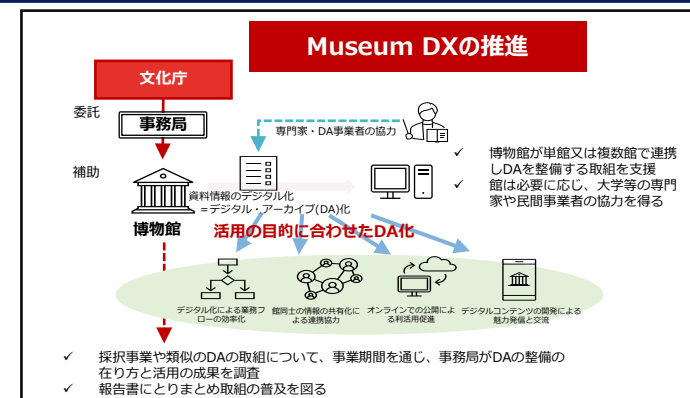 Museum DXの推進
文化庁
委託
事務局
専門家・DA事業者の協力
補助
資料情報のデジタル化
＝デジタル・アーカイブ(DA)化
博物館
✓ 博物館が単館又は複数館で連携
しDAを整備する取組を支援
✓ 館は必要に応じ、大学等の専門
家や民間事業者の協力を得る
活用の目的に合わせたDA化
デジタル化による業務フ
ローの効率化
館同士の情報の共有化に
よる連携協力
オンラインでの公開によ
る利活用促進
デジタルコンテンツの開発による
魅力発信と交流
✓ 採択事業や類似のDAの取組について、事業期間を通じ、事務局がDAの整備の
在り方と活用の成果を調査
✓ 報告書にとりまとめ取組の普及を図る